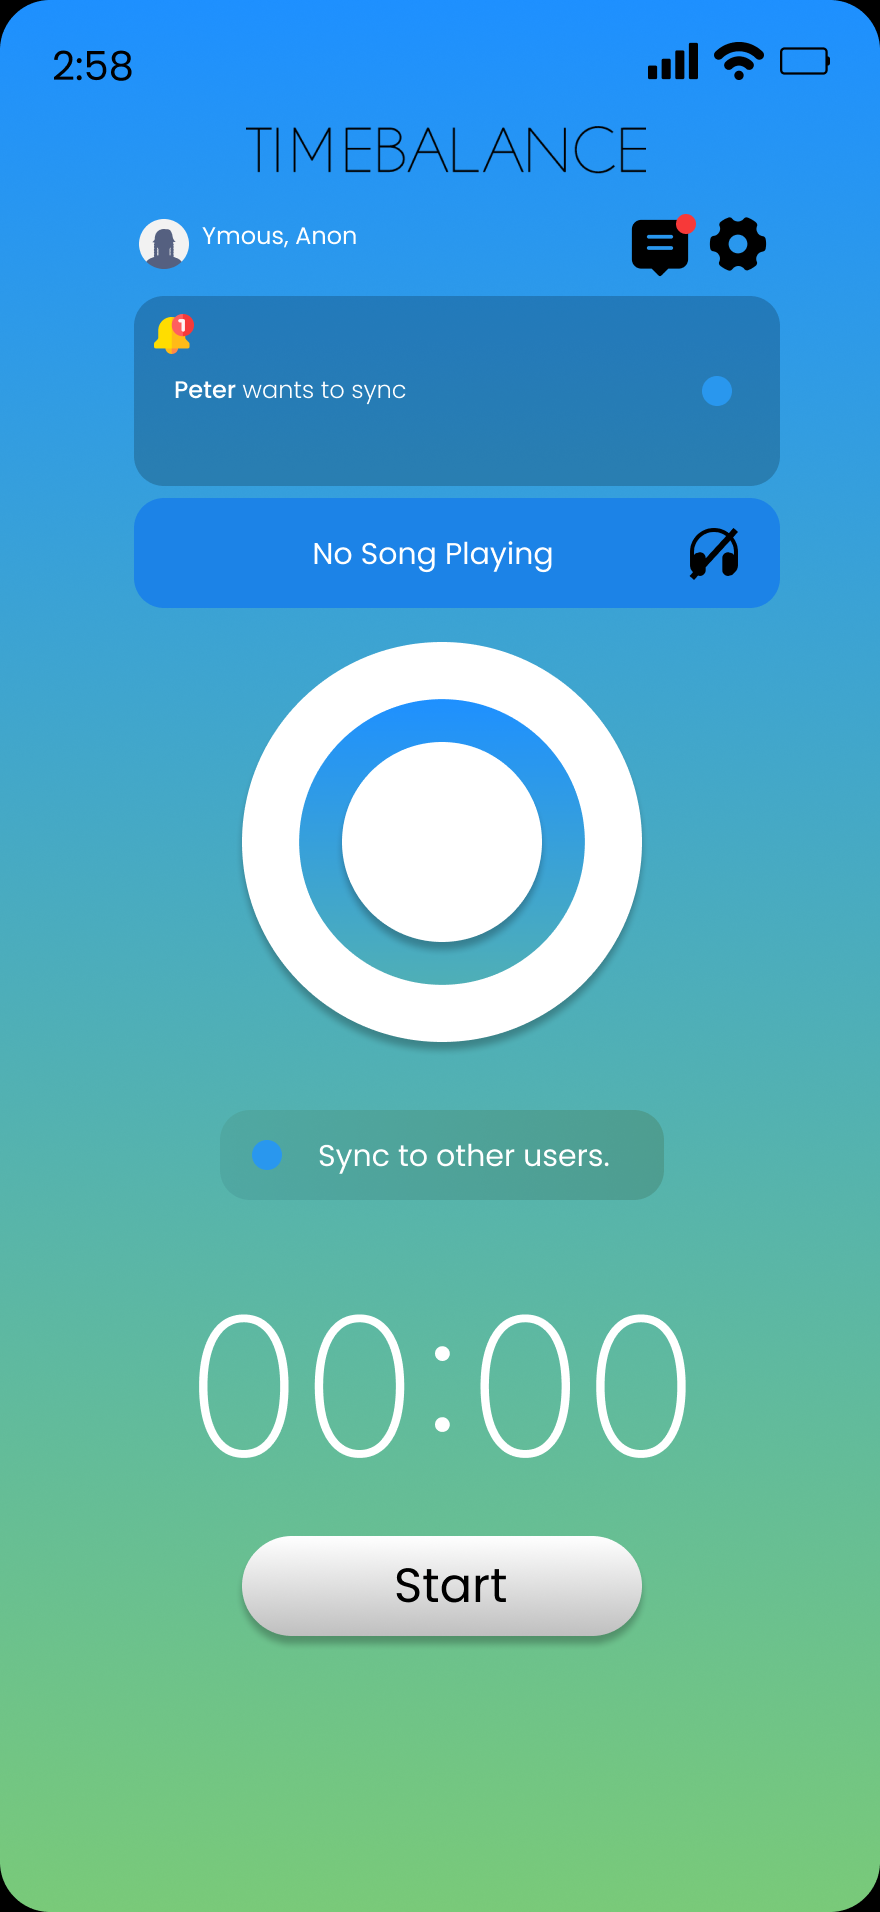 2:58
TIMEBALANCE
Ymous, Anon
1
Peter wants to sync
No Song Playing
Sync to other users.
00:00
Start